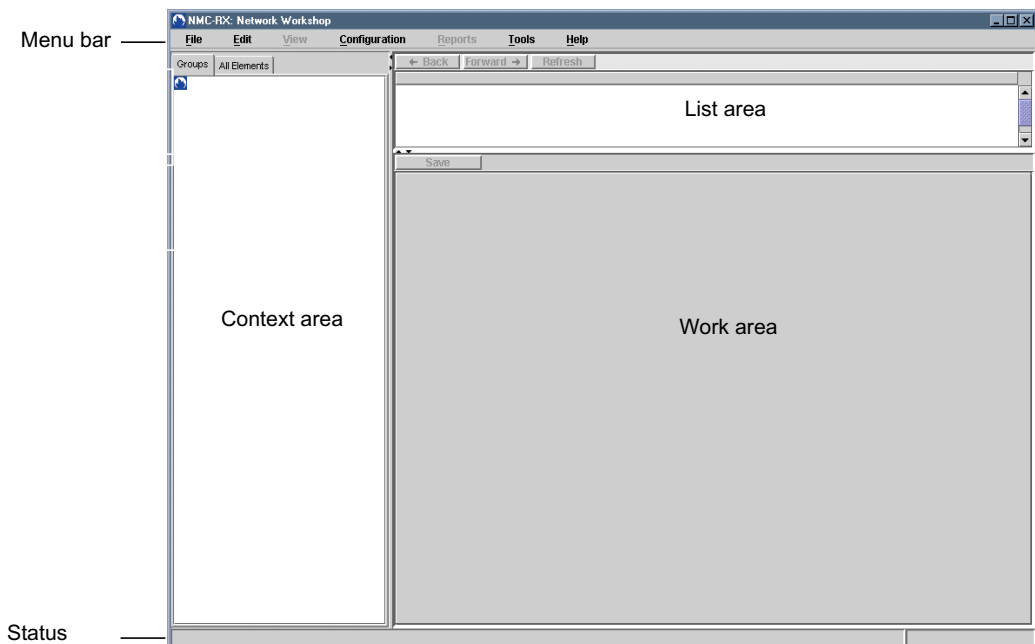 NMC-RX: Network Workshop
Menu bar
File Edit View Configuration Reports Tools Help
Groups All Elements
← Back Forward → Refresh
List area
Save
Context area
Work area
Status